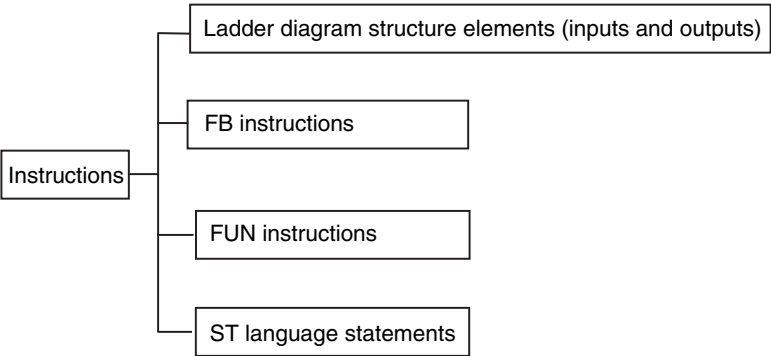 Ladder diagram structure elements (inputs and outputs)
FB instructions
Instructions
FUN instructions
ST language statements